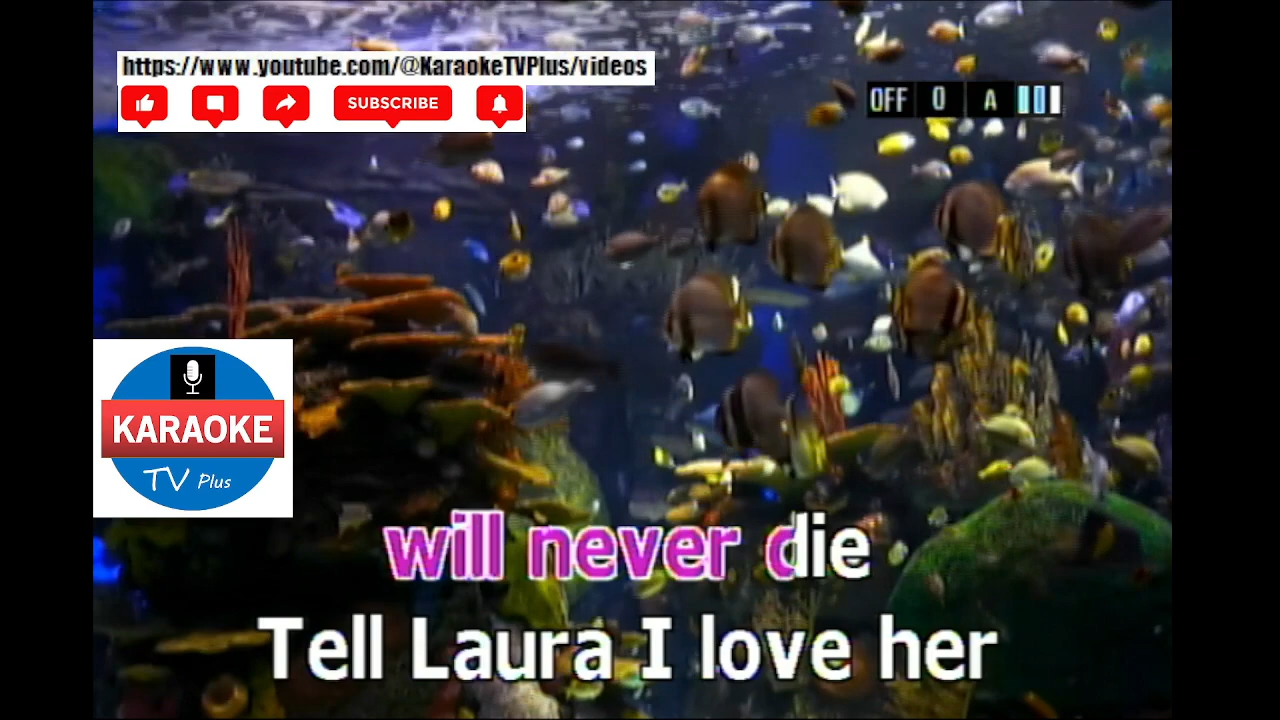 https://www.youtube.com/@KaraokeTVPlus/videos
SUBSCRIBE
OFF 0 A
KARAOKE
TV Plus
will never die
Tell Laura I love her